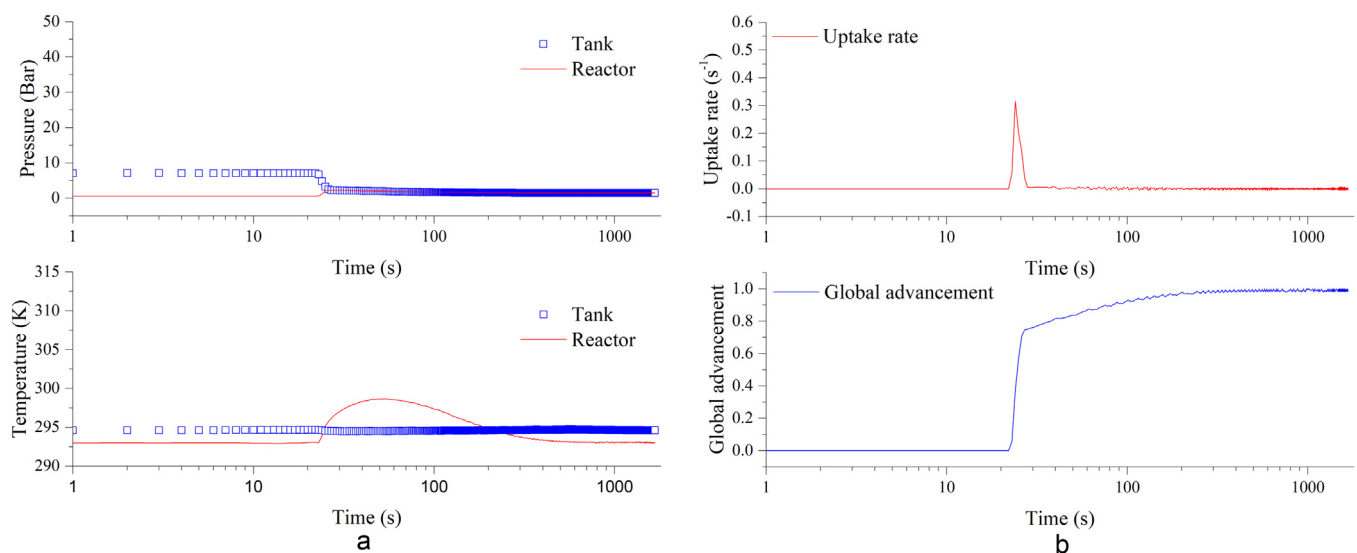 Pressure (Bar)
50
40
30
20
10
0
Tank
Reactor
1
10
100
1000
Time (s)
Temperature (K)
315
310
305
300
295
290
Tank
Reactor
1
10
100
1000
Time (s)
a
Uptake rate (s⁻¹)
0.6
0.5
0.4
0.3
0.2
0.1
0.0
-0.1
Uptake rate
1
10
100
1000
Time (s)
Global advancement
1.0
0.8
0.6
0.4
0.2
0.0
Global advancement
1
10
100
1000
Time (s)
b